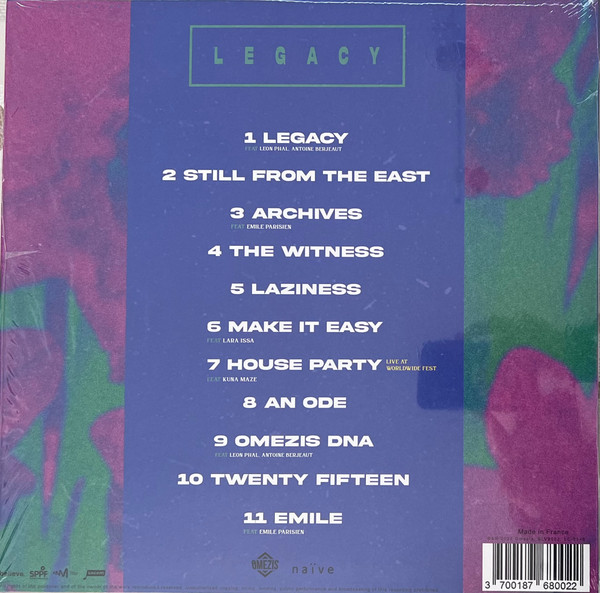 LEGACY
1 LEGACY
FEAT LEON PHAL, ANTOINE BERJEAUT
2 STILL FROM THE EAST
3 ARCHIVES
FEAT EMILE PARISIEN
4 THE WITNESS
5 LAZINESS
6 MAKE IT EASY
FEAT LARA ISSA
7 HOUSE PARTY LIVE AT
WORLDWIDE FEST
FEAT KUNA MAZE
8 AN ODE
9 OMEZIS DNA
FEAT LEON PHAL, ANTOINE BERJEAUT
10 TWENTY FIFTEEN
11 EMILE
FEAT EMILE PARISIEN
Made in France
believe. SPPF
OMEZIS naïve
3 700187 680022